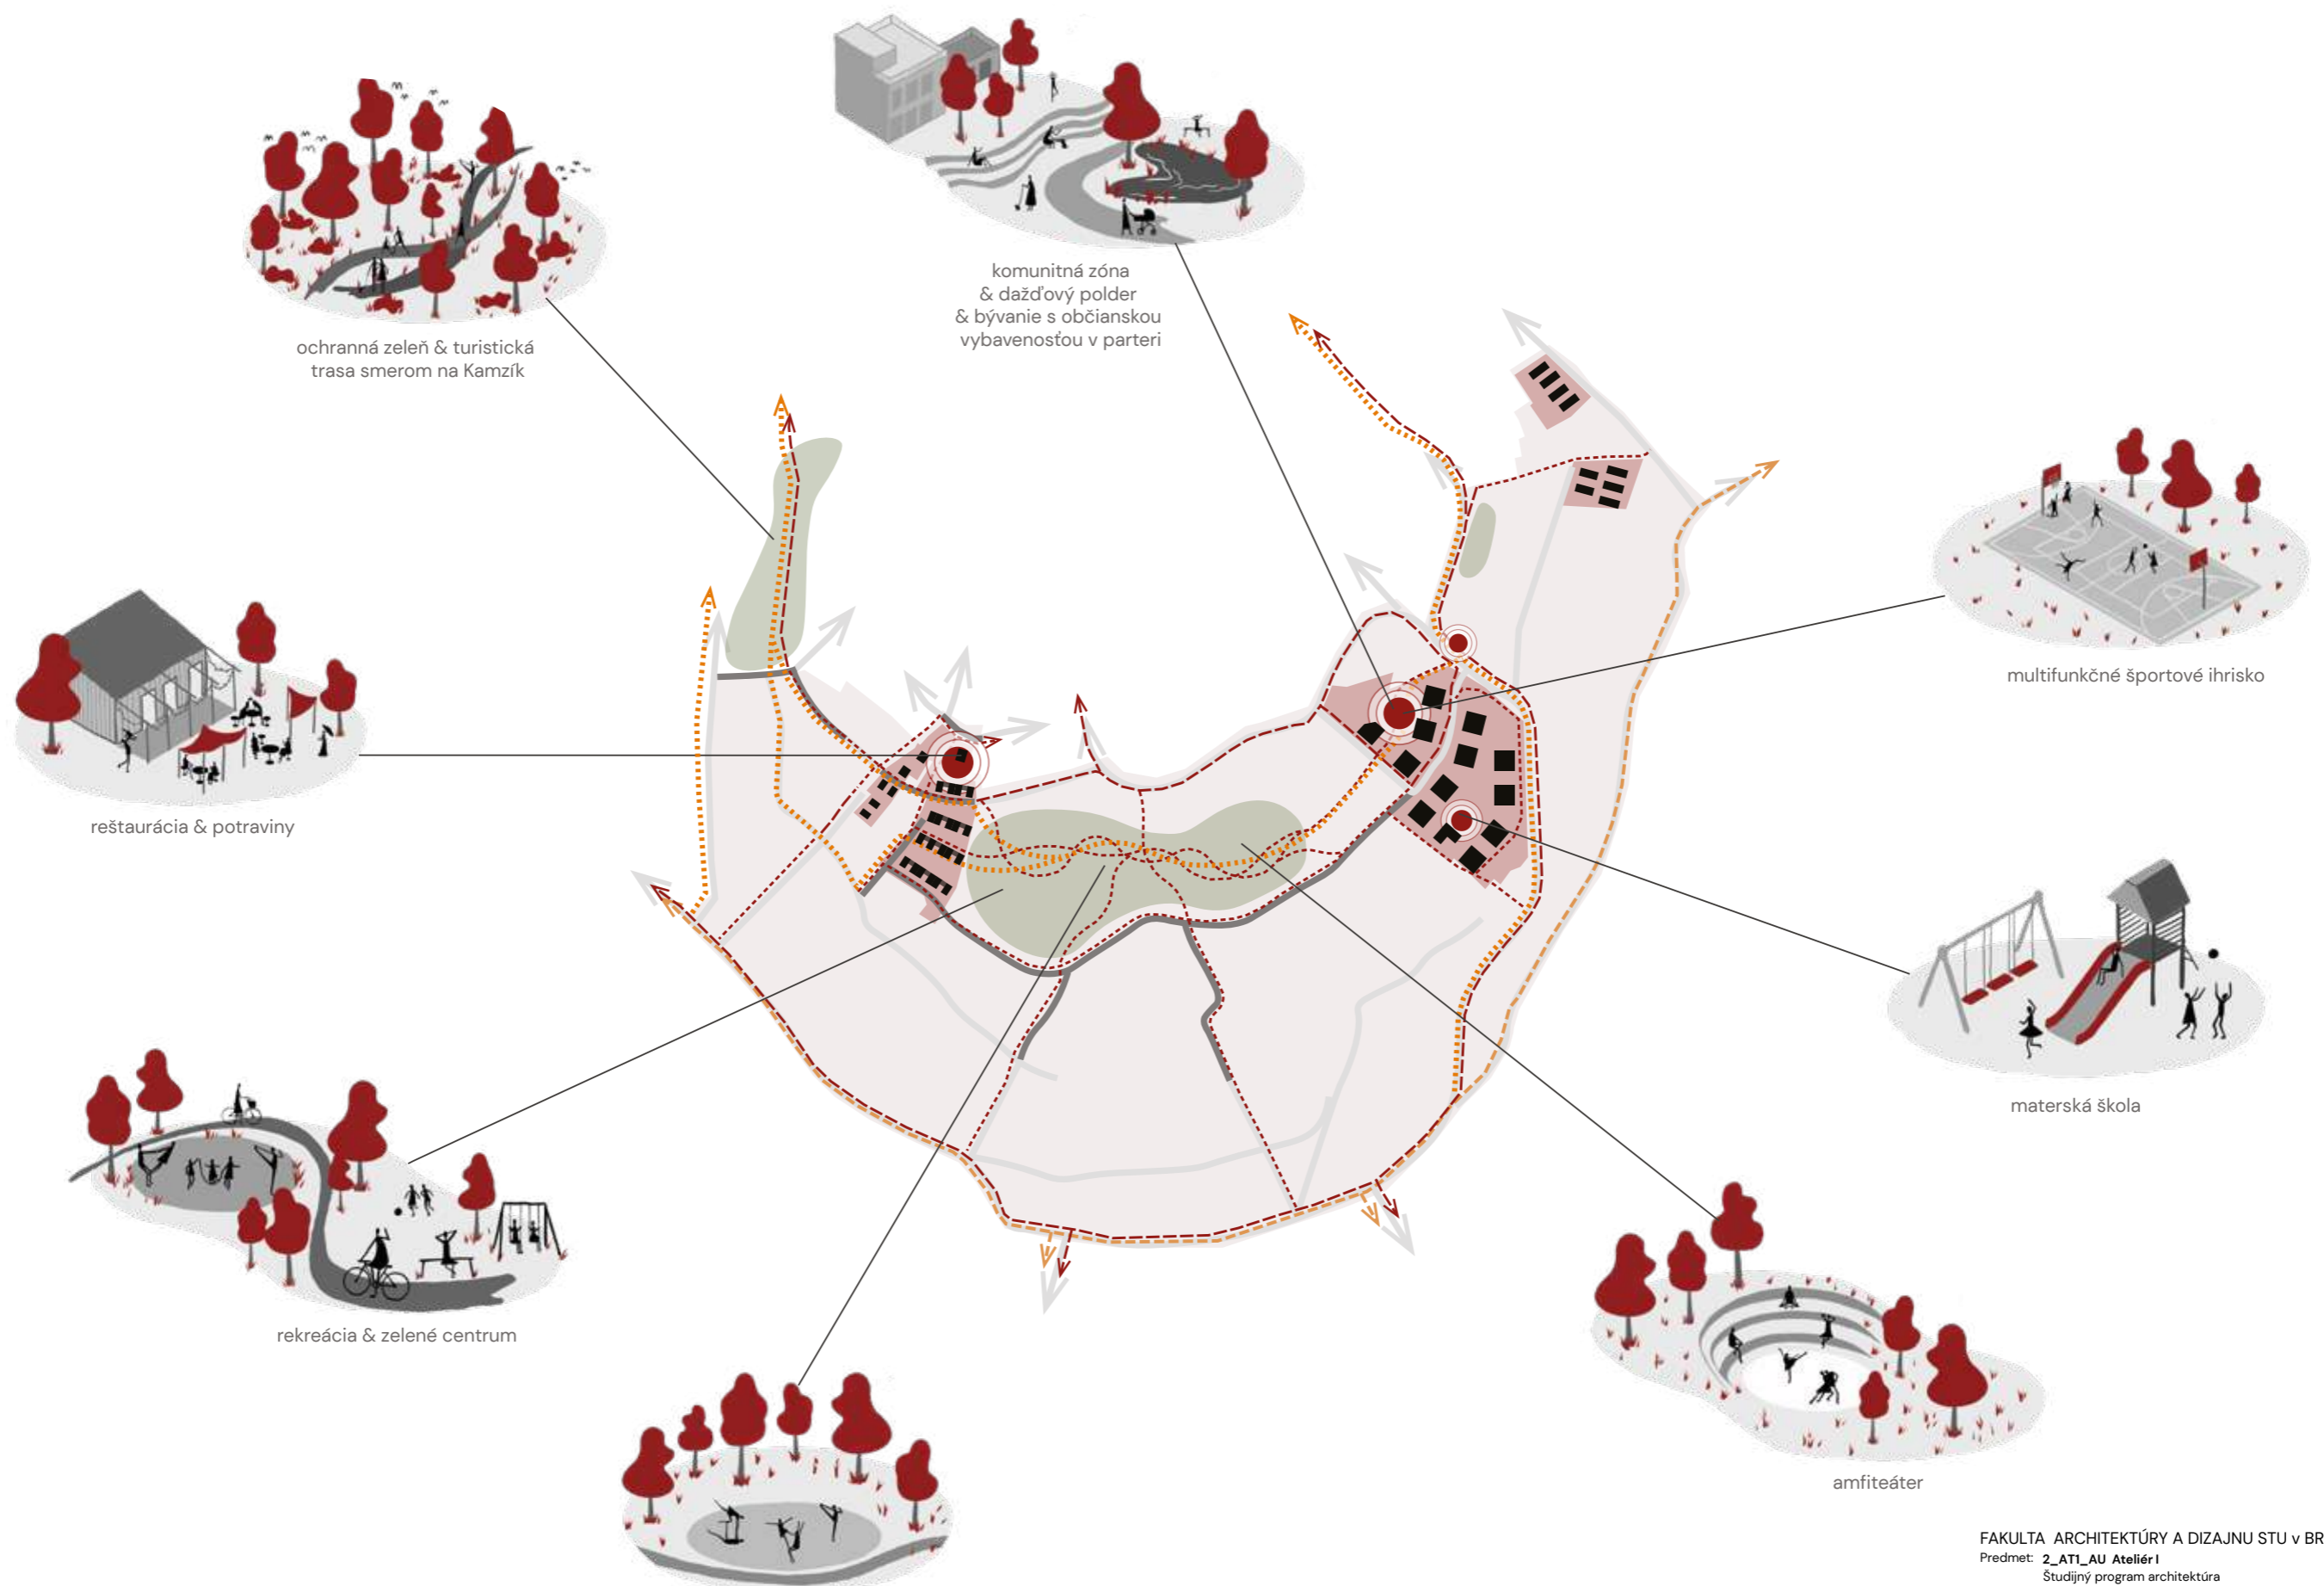 komunitná zóna
& dažďový polder
& bývanie s občianskou
vybavenosťou v parteri
ochranná zeleň & turistická
trasa smerom na Kamzík
multifunkčné športové ihrisko
reštaurácia & potraviny
materská škola
rekreácia & zelené centrum
amfiteáter
FAKULTA ARCHITEKTÚRY A DIZAJNU STU v BR
Predmet: 2_AT1_AU Ateliér I
Študijný program architektúra